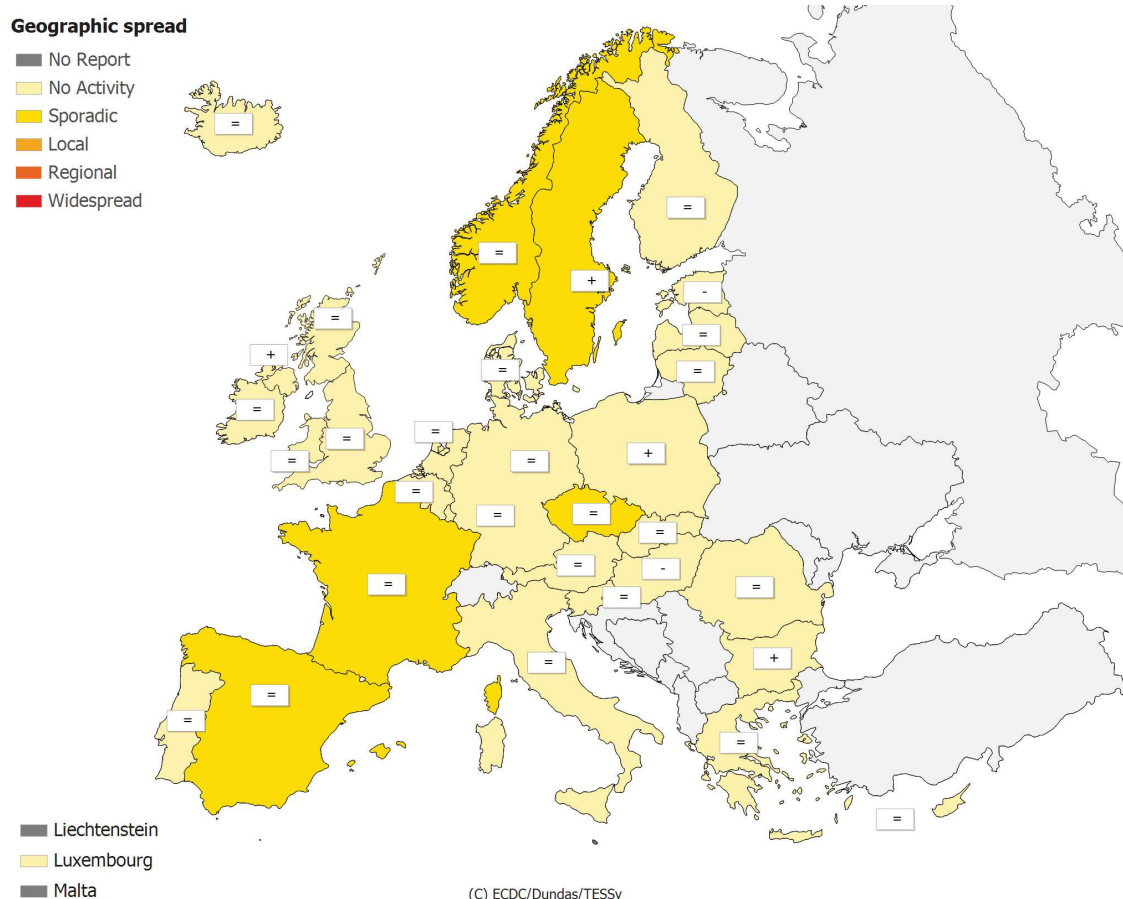 Geographic spread
No Report
No Activity
Sporadic
Local
Regional
Widespread
=
=
=
+
-
=
=
+
=
=
=
=
=
=
=
+
=
=
=
=
=
-
=
=
=
=
+
=
=
=
=
Liechtenstein
Luxembourg
Malta
(C) ECDC/Dundas/TESSy